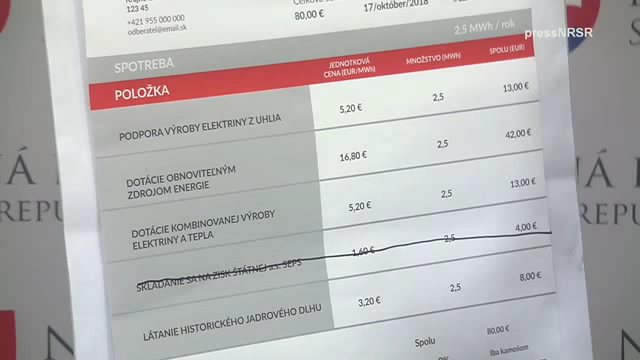 123 45
+421 955 000 000
odberatel@email.sk
80,00 €
17/október/2018
pressNRSR
SPOTREBA
2.5 MWh / rok
POLOŽKA
JEDNOTKOVÁ
CENA (EUR/MWh)
MNOŽSTVO (MWh)
SPOLU (EUR)
PODPORA VÝROBY ELEKTRINY Z UHLIA
5,20 €
2,5
13,00 €
DOTÁCIE OBNOVITEĽNÝM
ZDROJOM ENERGIE
16,80 €
2,5
42,00 €
DOTÁCIE KOMBINOVANEJ VÝROBY
ELEKTRINY A TEPLA
5,20 €
2,5
13,00 €
SKLADANIE SA NA ZISK ŠTÁTNEJ a.s. SEPS
1,60 €
2,5
4,00 €
LÁTANIE HISTORICKÉHO JADROVÉHO DLHU
3,20 €
2,5
8,00 €
Spolu
80,00 €
Iba kamošom
NÁ
REPU